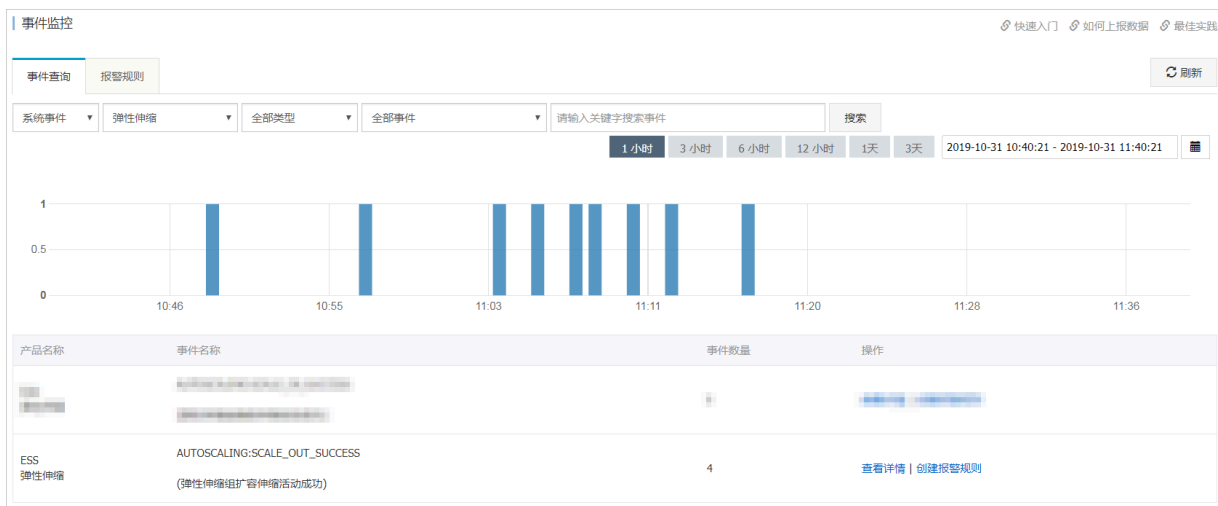 事件监控
快速入门 如何上报数据 最佳实践
事件查询 报警规则 刷新
系统事件 弹性伸缩 全部类型 全部事件 请输入关键字搜索事件 搜索
1 小时 3 小时 6 小时 12 小时 1天 3天 2019-10-31 10:40:21 - 2019-10-31 11:40:21
1
0.5
0
10:46 10:55 11:03 11:11 11:20 11:28 11:36
产品名称 事件名称 事件数量 操作
ESS
弹性伸缩
AUTOSCALING:SCALE_OUT_SUCCESS
(弹性伸缩组扩容伸缩活动成功)
4
查看详情 | 创建报警规则